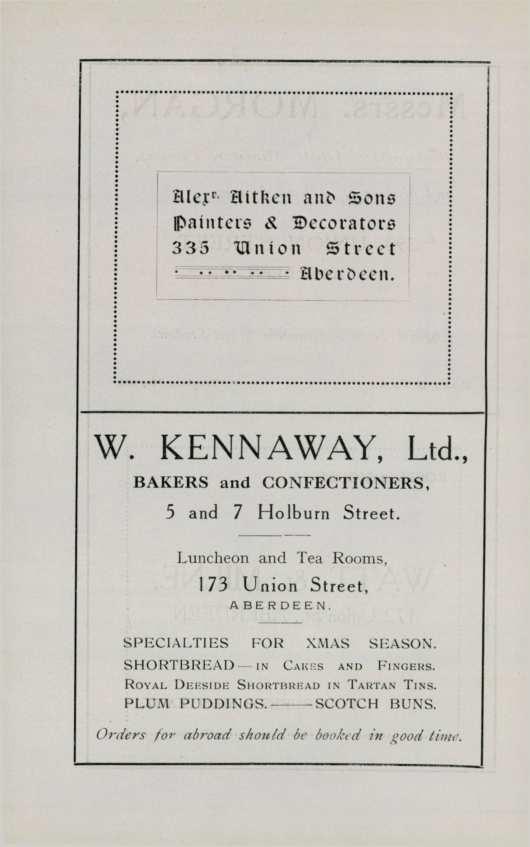 Alexr. Aitken and Sons
Painters & Decorators
335 Union Street
Aberdeen.
W. KENNAWAY, Ltd.,
BAKERS and CONFECTIONERS,
5 and 7 Holburn Street.
Luncheon and Tea Rooms,
173 Union Street,
ABERDEEN.
SPECIALTIES FOR XMAS SEASON.
SHORTBREAD—IN CAKES AND FINGERS.
ROYAL DEESIDE SHORTBREAD IN TARTAN TINS.
PLUM PUDDINGS.——SCOTCH BUNS.
Orders for abroad should be booked in good time.